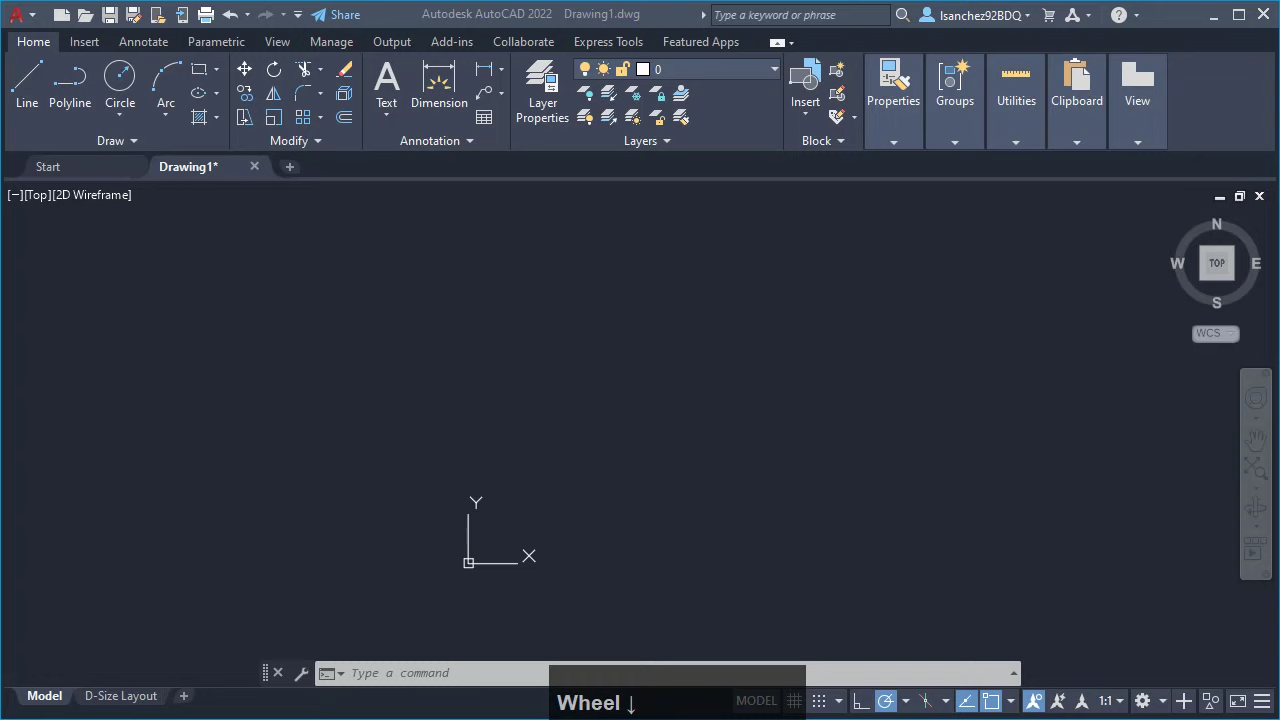 Share
Autodesk AutoCAD 2022 Drawing1.dwg
Type a keyword or phrase
lsanchez92BDQ
Home Insert Annotate Parametric View Manage Output Add-ins Collaborate Express Tools Featured Apps
0
Line Polyline Circle Arc
Text Dimension
Layer
Properties
Insert
Properties Groups Utilities Clipboard View
Draw Modify Annotation Layers Block
Start Drawing1*
[−][Top][2D Wireframe]
N
W TOP E
S
WCS
Y
X
Type a command
Model D-Size Layout
Wheel ↓
MODEL
1:1